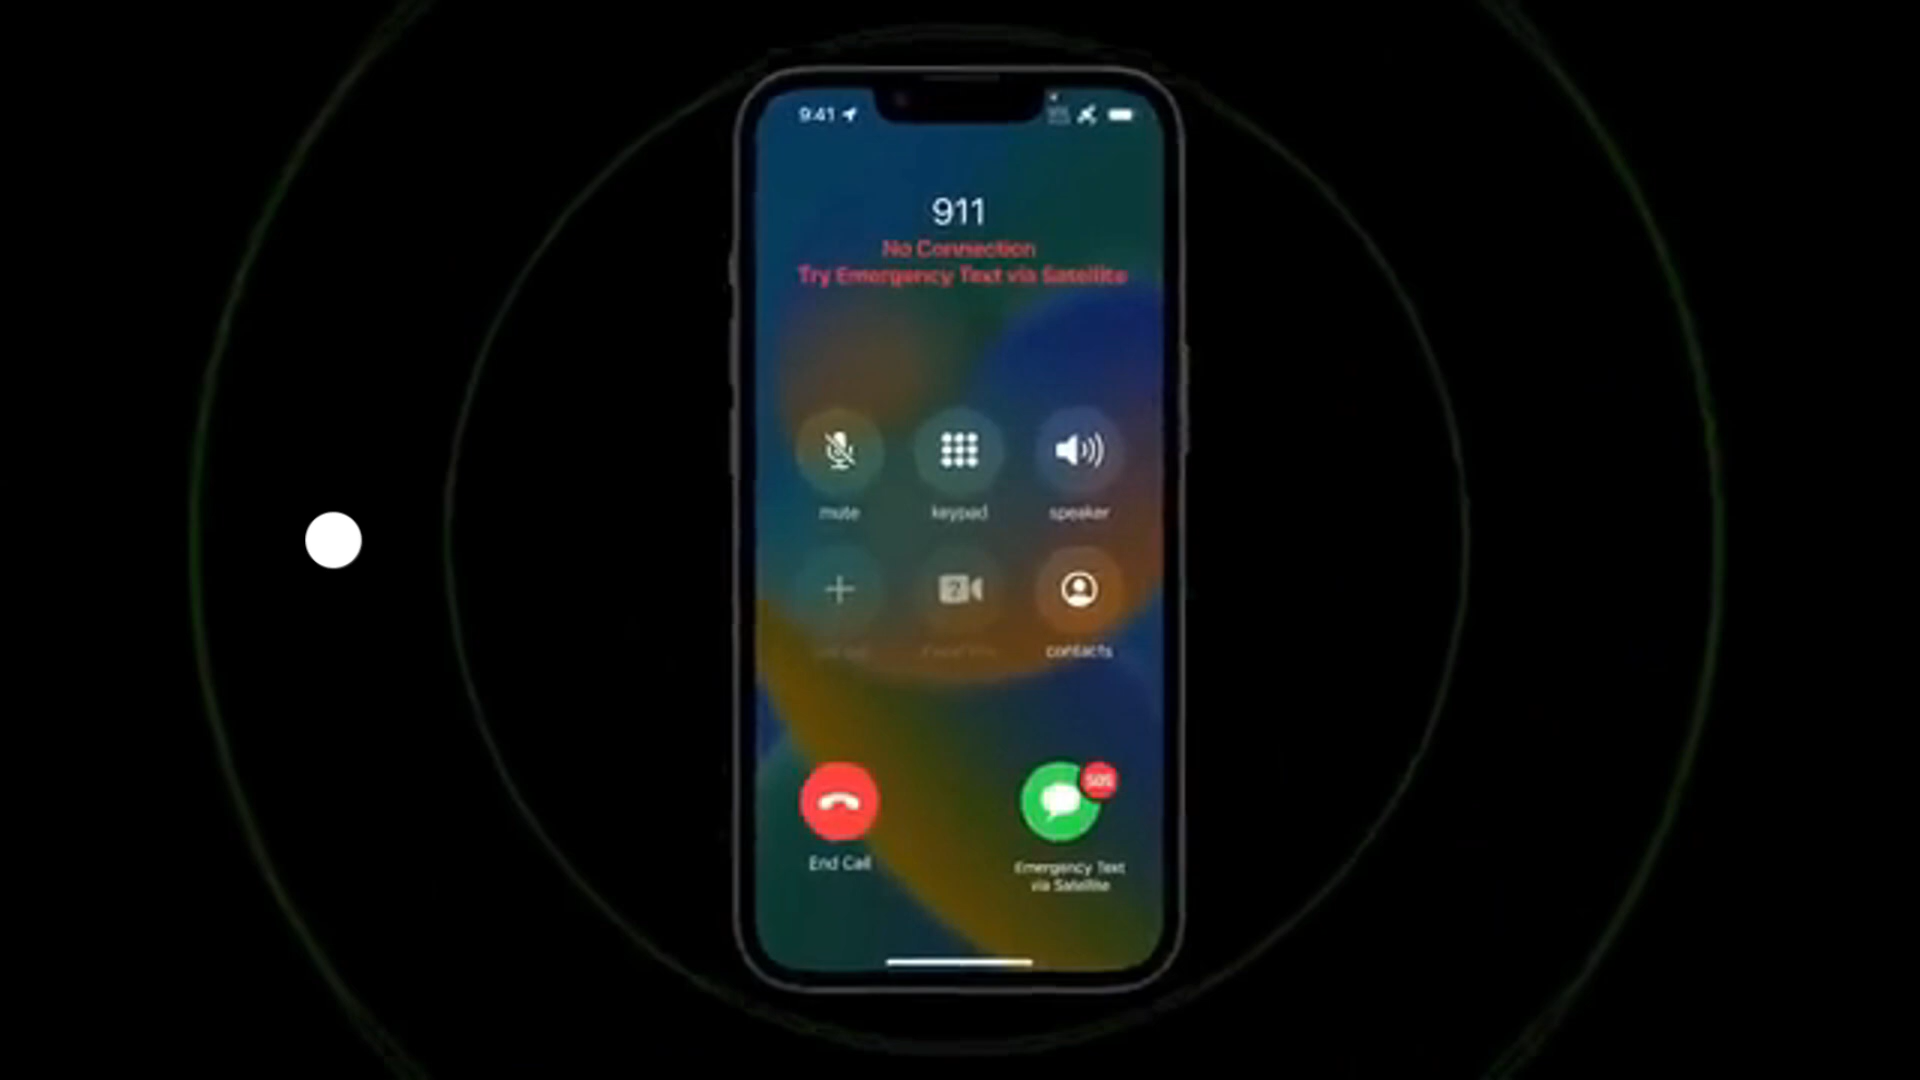 9:41
911
No Connection
Try Emergency Text via Satellite
mute
keypad
speaker
contacts
SOS
End Call
Emergency Text
via Satellite